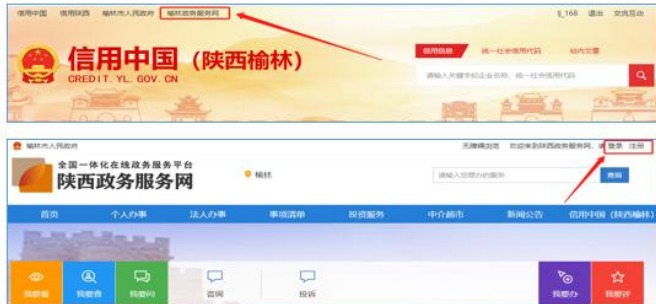 信用中国 信用陕西 榆林市人民政府 榆林政务服务网
退出 交流互动
信用中国（陕西榆林）
CREDIT. YL. GOV. CN
信用信息 统一社会信用代码 站内文章
请输入关键字如企业名称、统一社会信用代码
榆林市人民政府
无障碍浏览 欢迎来到陕西政务服务网，请 登录 注册
全国一体化在线政务服务平台
陕西政务服务网
榆林
请输入您想办的服务
查询
首页 个人办事 法人办事 事项清单 投资服务 中介超市 新闻公告 信用中国（陕西榆林）
我要看 我要查 我要问 咨询 投诉 我要办 我要评